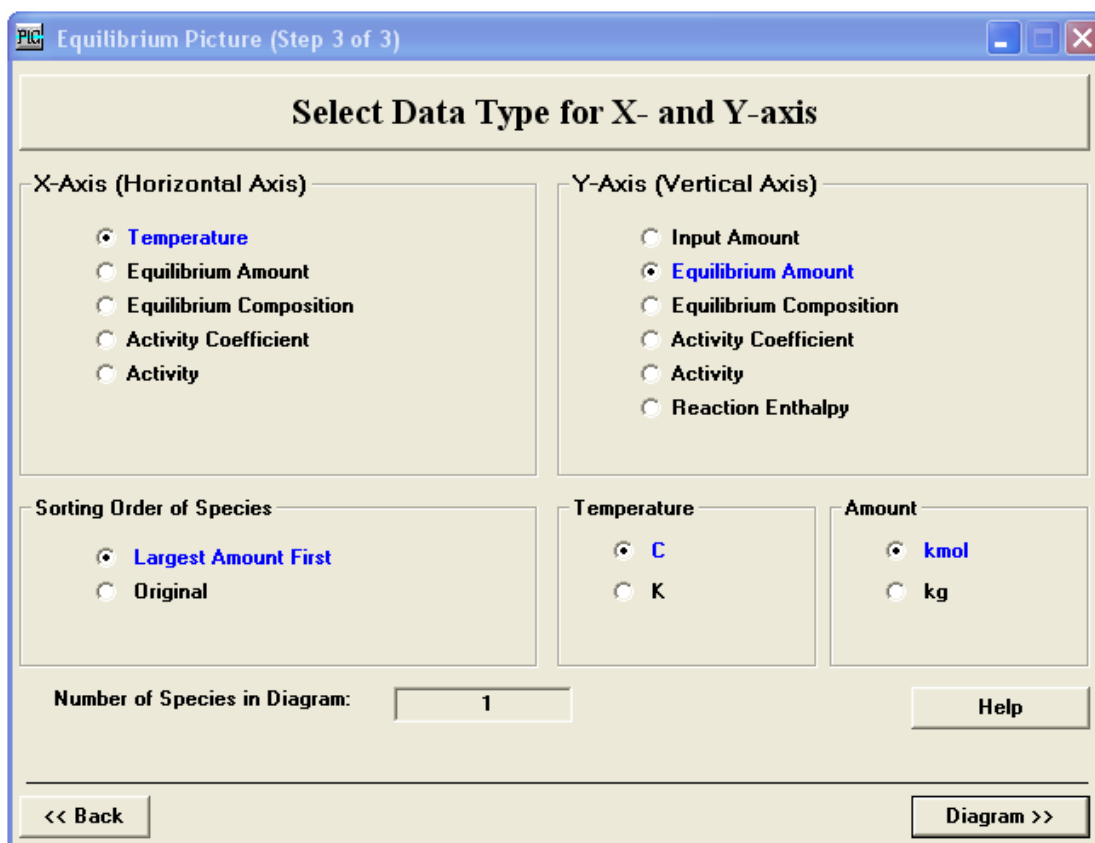 PIC
Equilibrium Picture (Step 3 of 3)
Select Data Type for X- and Y-axis
X-Axis (Horizontal Axis)
Temperature
Equilibrium Amount
Equilibrium Composition
Activity Coefficient
Activity
Y-Axis (Vertical Axis)
Input Amount
Equilibrium Amount
Equilibrium Composition
Activity Coefficient
Activity
Reaction Enthalpy
Sorting Order of Species
Largest Amount First
Original
Temperature
C
K
Amount
kmol
kg
Number of Species in Diagram:
1
Help
<< Back
Diagram >>